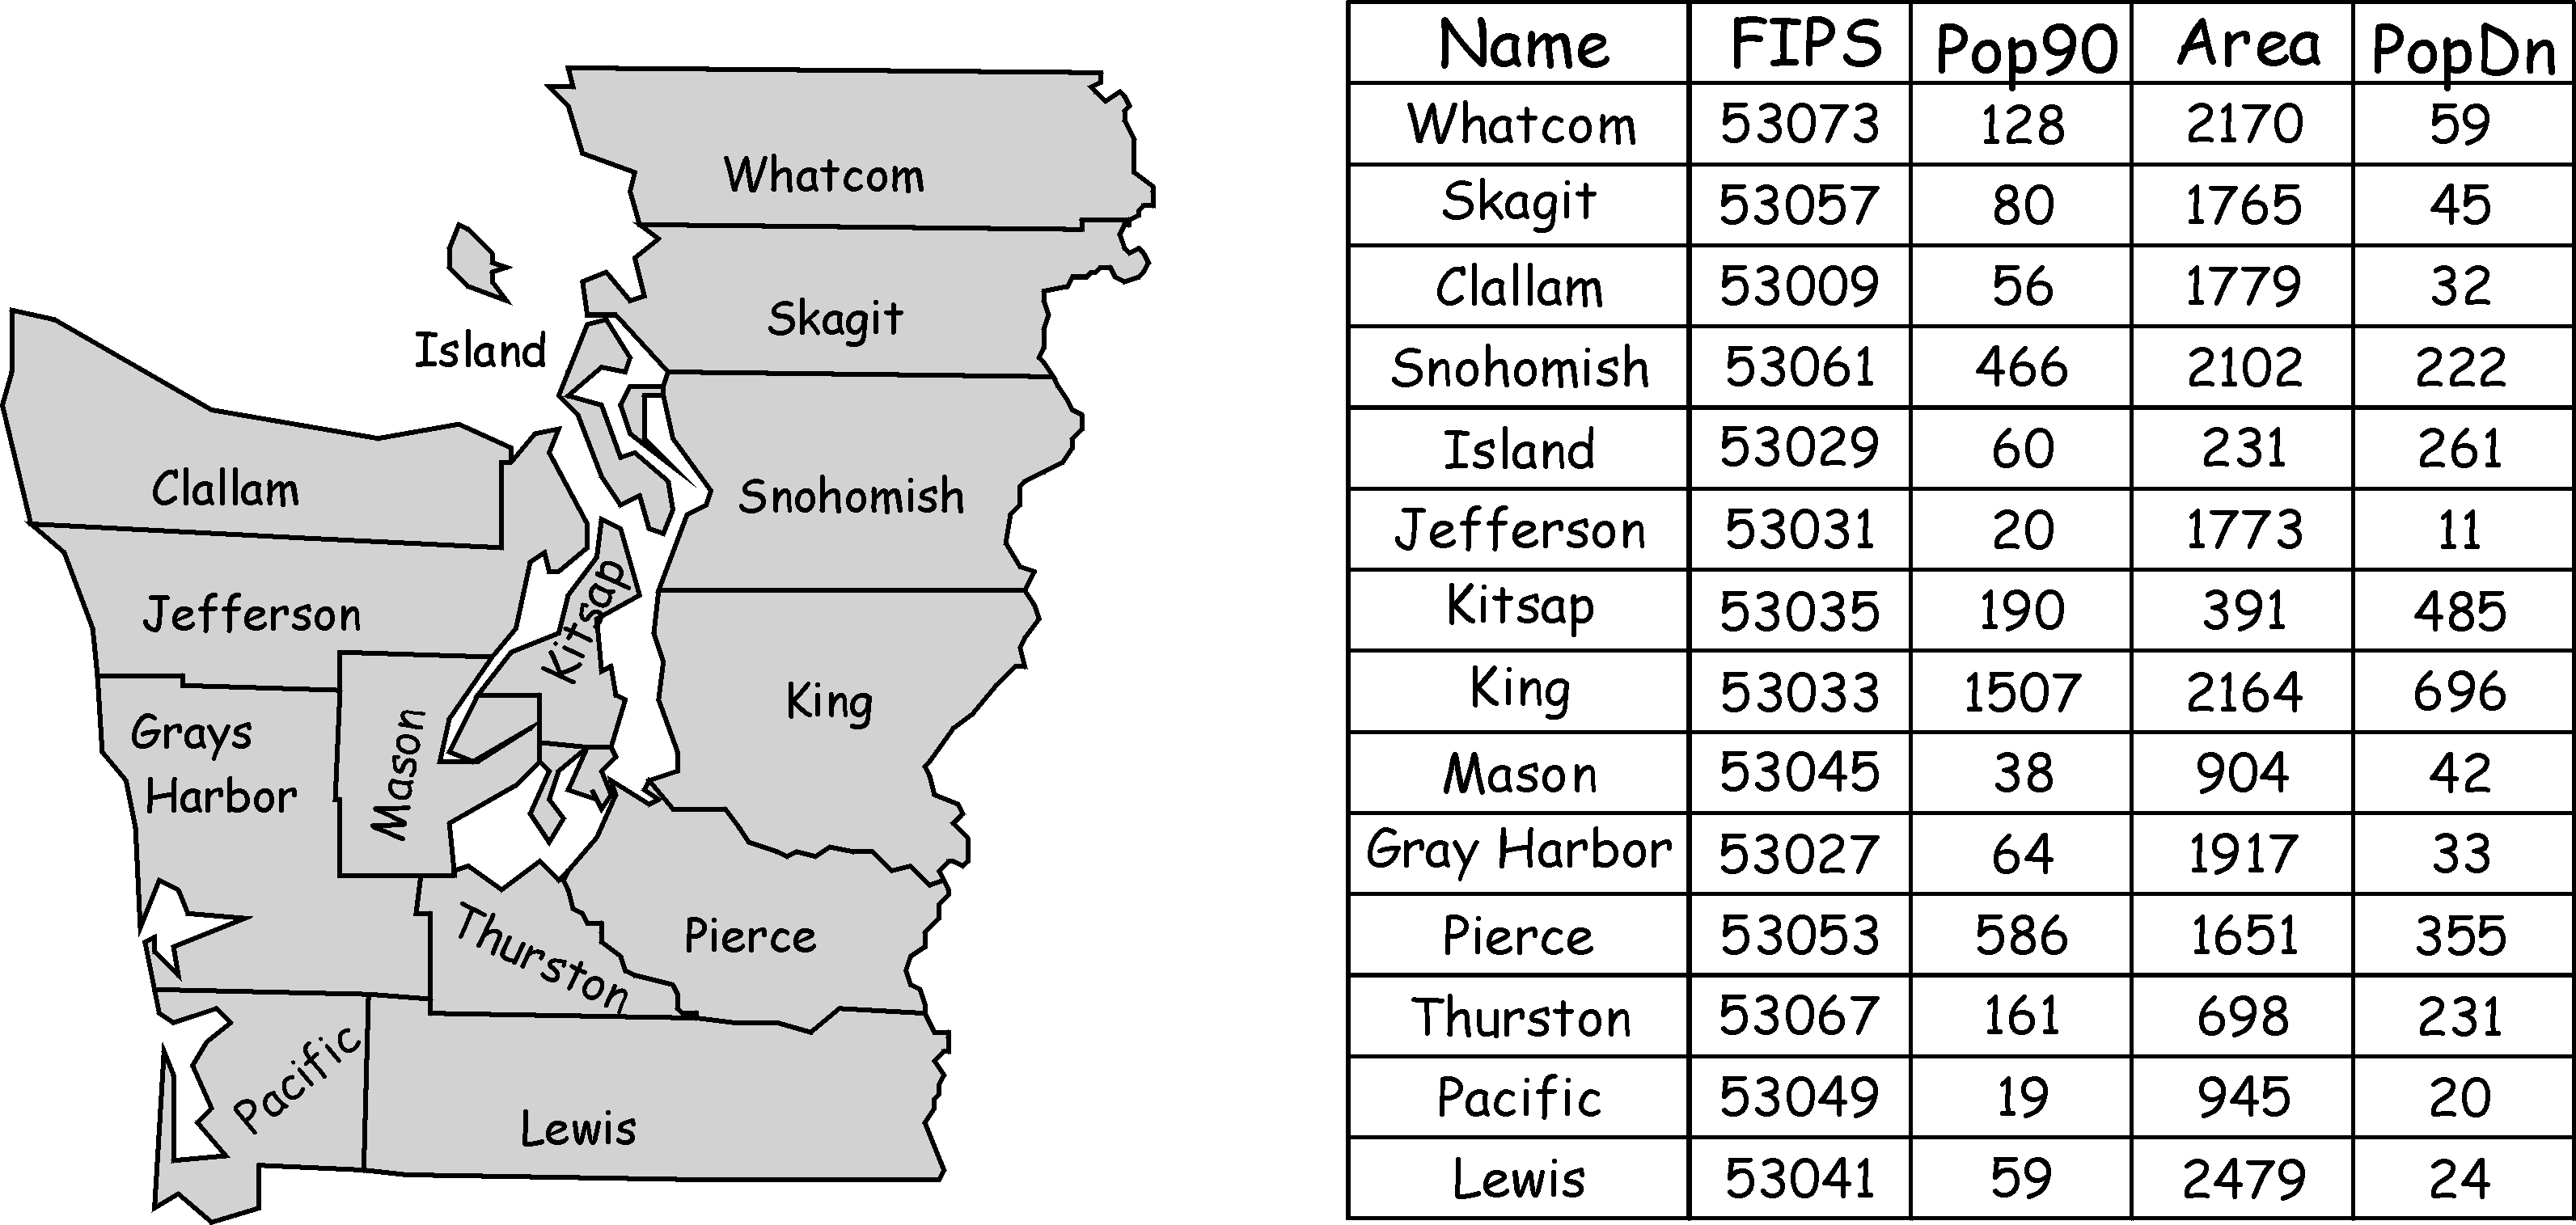 Whatcom
Skagit
Island
Clallam
Snohomish
Jefferson
Kitsap
King
Grays
Harbor
Mason
Thurston
Pierce
Pacific
Lewis
Name FIPS Pop90 Area PopDn
Whatcom 53073 128 2170 59
Skagit 53057 80 1765 45
Clallam 53009 56 1779 32
Snohomish 53061 466 2102 222
Island 53029 60 231 261
Jefferson 53031 20 1773 11
Kitsap 53035 190 391 485
King 53033 1507 2164 696
Mason 53045 38 904 42
Gray Harbor 53027 64 1917 33
Pierce 53053 586 1651 355
Thurston 53067 161 698 231
Pacific 53049 19 945 20
Lewis 53041 59 2479 24